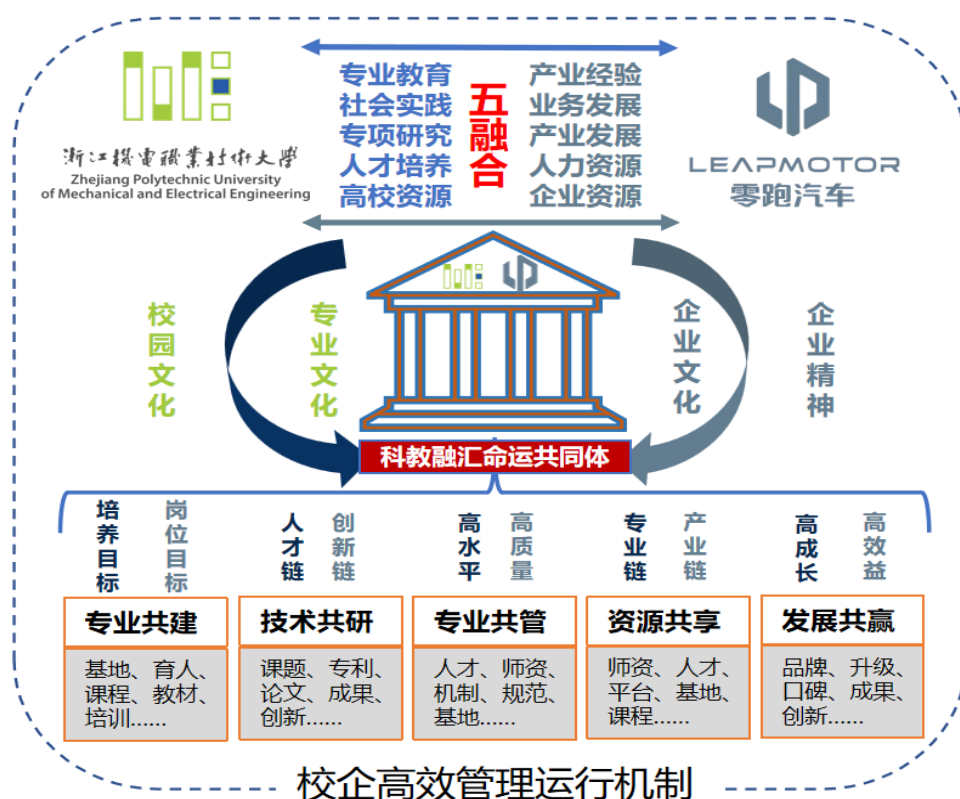 专业教育
社会实践
专项研究
人才培养
高校资源
五融合
产业经验
业务发展
产业发展
人力资源
企业资源
浙江機電職業技術大學
Zhejiang Polytechnic University
of Mechanical and Electrical Engineering
LEAPMOTOR
零跑汽车
校园文化
专业文化
企业文化
企业精神
科教融汇命运共同体
培养目标
岗位目标
人才链
创新链
高水平
高质量
专业链
产业链
高成长
高效益
专业共建
基地、育人、
课程、教材、
培训......
技术共研
课题、专利、
论文、成果、
创新......
专业共管
人才、师资、
机制、规范、
基地......
资源共享
师资、人才、
平台、基地、
课程......
发展共赢
品牌、升级、
口碑、成果、
创新......
校企高效管理运行机制